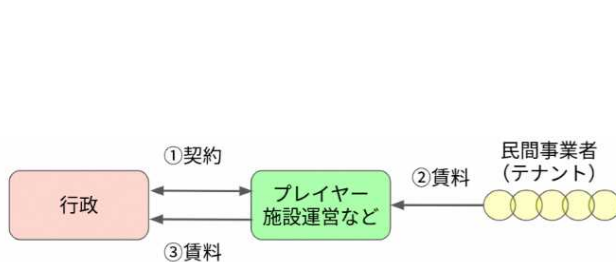 ①契約
民間事業者
（テナント）
②賃料
行政
プレイヤー
施設運営など
③賃料